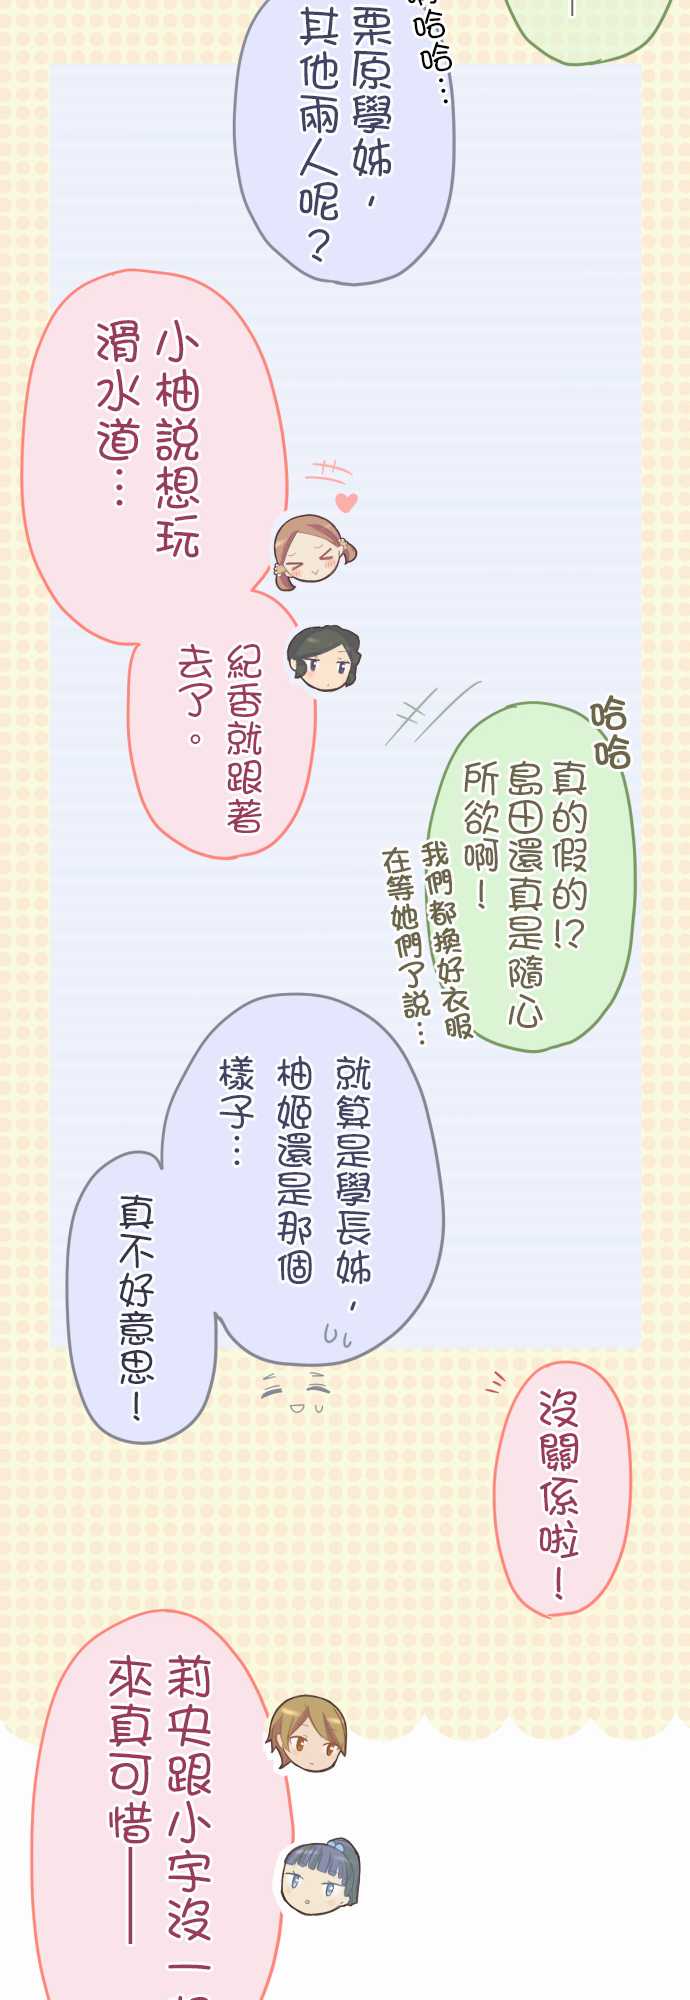 哈哈…
栗原學姊，
其他兩人呢？
小柚說想玩
滑水道…
紀香就跟著
去了。
哈哈
真的假的!?
島田還真是隨心
所欲啊！
我們都換好衣服
在等她們了說…
就算是學長姊，
柚姬還是那個
樣子…
真不好意思！
沒關係啦！
莉央跟小宇沒一
來真可惜——